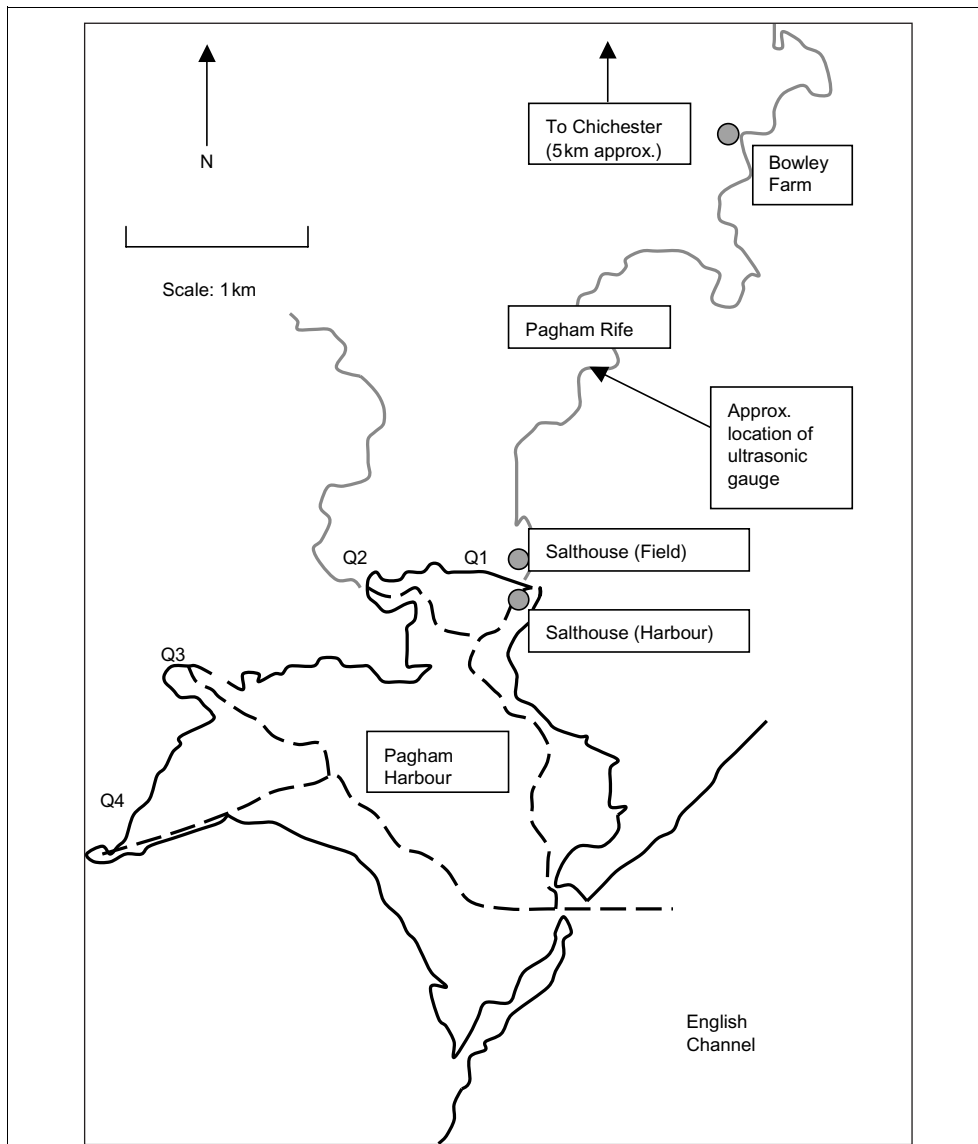 N
To Chichester
(5km approx.)
Bowley
Farm
Scale: 1km
Pagham Rife
Approx.
location of
ultrasonic
gauge
Q2
Q1
Salthouse (Field)
Salthouse (Harbour)
Q3
Pagham
Harbour
Q4
English
Channel